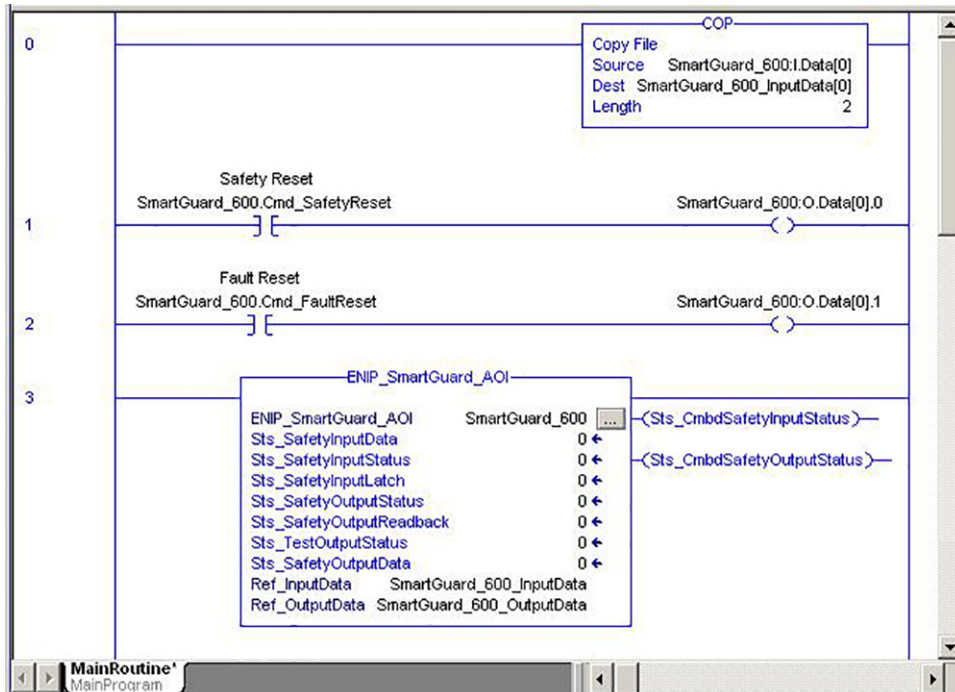 COP
0
Copy File
Source SmartGuard_600:I.Data[0]
Dest SmartGuard_600_InputData[0]
Length 2
Safety Reset
SmartGuard_600.Cmd_SafetyReset SmartGuard_600:O.Data[0].0
1
Fault Reset
SmartGuard_600.Cmd_FaultReset SmartGuard_600:O.Data[0].1
2
ENIP_SmartGuard_AOI
3
ENIP_SmartGuard_AOI SmartGuard_600 ... Sts_CmbdSafetyInputStatus
Sts_SafetyInputData 0
Sts_SafetyInputStatus 0 Sts_CmbdSafetyOutputStatus
Sts_SafetyInputLatch 0
Sts_SafetyOutputStatus 0
Sts_SafetyOutputReadback 0
Sts_TestOutputStatus 0
Sts_SafetyOutputData 0
Ref_InputData SmartGuard_600_InputData
Ref_OutputData SmartGuard_600_OutputData
MainRoutine*
MainProgram